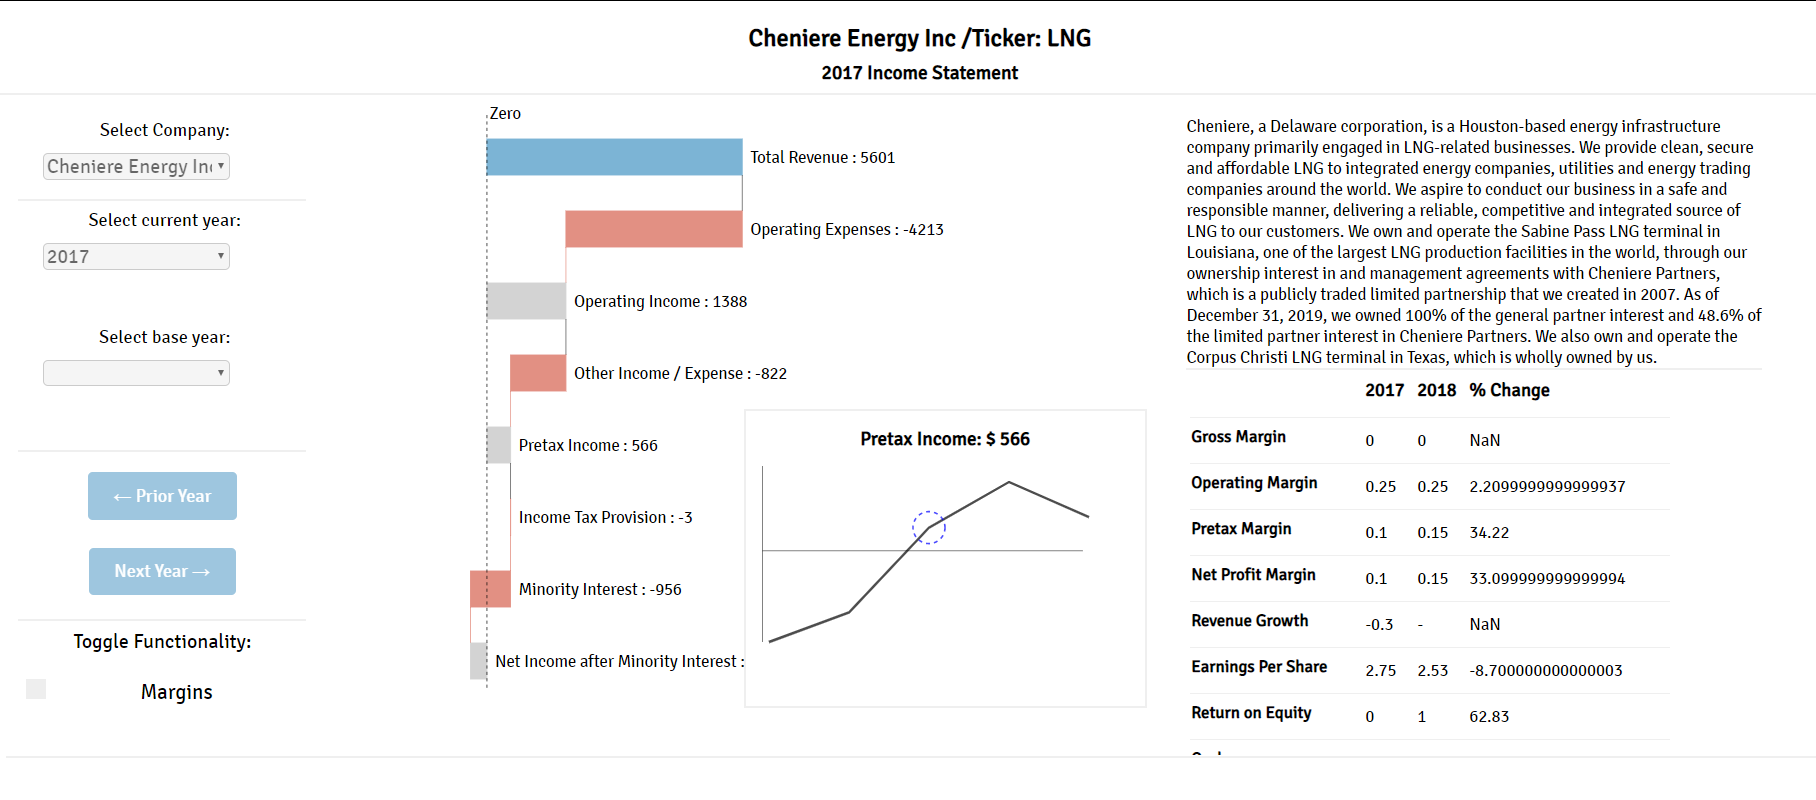 Cheniere Energy Inc /Ticker: LNG
2017 Income Statement
Select Company:
Cheniere Energy Inc
Select current year:
2017
Select base year:
← Prior Year
Next Year →
Toggle Functionality:
Margins
Zero
Total Revenue : 5601
Operating Expenses : -4213
Operating Income : 1388
Other Income / Expense : -822
Pretax Income : 566
Income Tax Provision : -3
Minority Interest : -956
Net Income after Minority Interest :
Pretax Income: $ 566
Cheniere, a Delaware corporation, is a Houston-based energy infrastructure
company primarily engaged in LNG-related businesses. We provide clean, secure
and affordable LNG to integrated energy companies, utilities and energy trading
companies around the world. We aspire to conduct our business in a safe and
responsible manner, delivering a reliable, competitive and integrated source of
LNG to our customers. We own and operate the Sabine Pass LNG terminal in
Louisiana, one of the largest LNG production facilities in the world, through our
ownership interest in and management agreements with Cheniere Partners,
which is a publicly traded limited partnership that we created in 2007. As of
December 31, 2019, we owned 100% of the general partner interest and 48.6% of
the limited partner interest in Cheniere Partners. We also own and operate the
Corpus Christi LNG terminal in Texas, which is wholly owned by us.
2017 2018 % Change
Gross Margin 0 0 NaN
Operating Margin 0.25 0.25 2.2099999999999937
Pretax Margin 0.1 0.15 34.22
Net Profit Margin 0.1 0.15 33.099999999999994
Revenue Growth -0.3 - NaN
Earnings Per Share 2.75 2.53 -8.700000000000003
Return on Equity 0 1 62.83